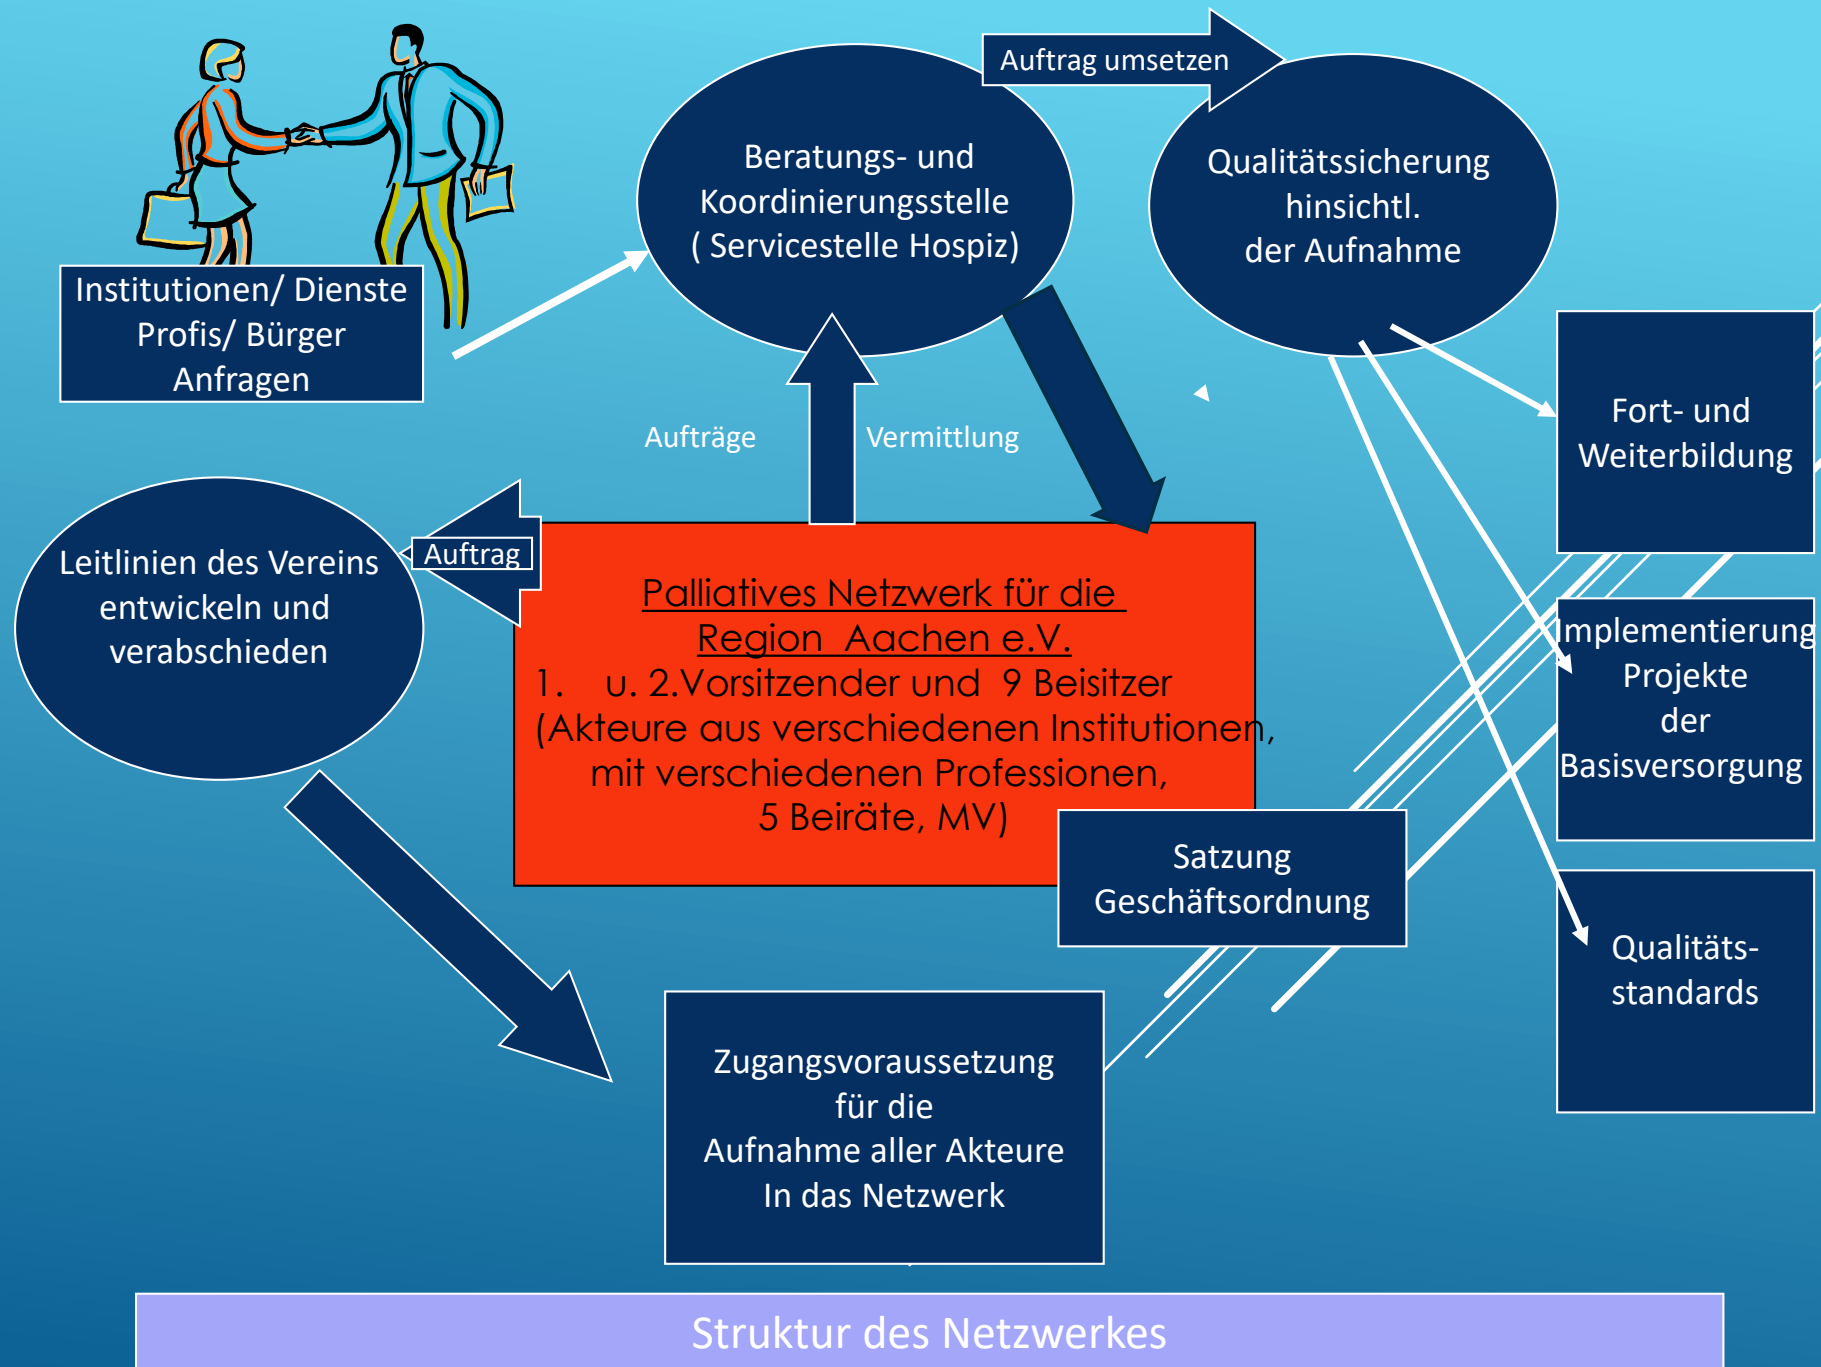 Auftrag umsetzen
Beratungs- und
Koordinierungsstelle
( Servicestelle Hospiz)
Qualitätssicherung
hinsichtl.
der Aufnahme
Institutionen/ Dienste
Profis/ Bürger
Anfragen
Aufträge
Vermittlung
Fort- und
Weiterbildung
Leitlinien des Vereins
entwickeln und
verabschieden
Auftrag
Palliatives Netzwerk für die
Region Aachen e.V.
1. u. 2.Vorsitzender und 9 Beisitzer
(Akteure aus verschiedenen Institutionen,
mit verschiedenen Professionen,
5 Beiräte, MV)
Implementierung
Projekte
der
Basisversorgung
Satzung
Geschäftsordnung
Qualitäts-
standards
Zugangsvoraussetzung
für die
Aufnahme aller Akteure
In das Netzwerk
Struktur des Netzwerkes